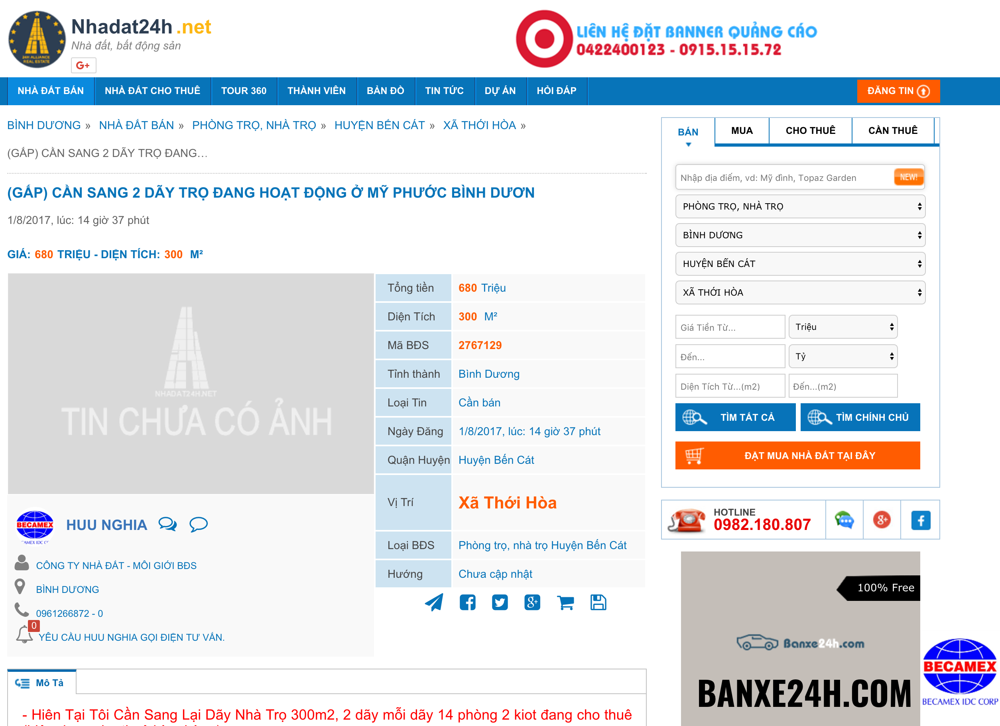 Nhadat24h.net
Nhà đất, bất động sản
24H ALLIANCE
REAL ESTATE
G+
LIÊN HỆ ĐẶT BANNER QUẢNG CÁO
0422400123 - 0915.15.15.72
NHÀ ĐẤT BÁN
NHÀ ĐẤT CHO THUÊ
TOUR 360
THÀNH VIÊN
BẢN ĐỒ
TIN TỨC
DỰ ÁN
HỎI ĐÁP
ĐĂNG TIN
BÌNH DƯƠNG » NHÀ ĐẤT BÁN » PHÒNG TRỌ, NHÀ TRỌ » HUYỆN BẾN CÁT » XÃ THỚI HÒA »
(GẤP) CẦN SANG 2 DÃY TRỌ ĐANG...
(GẤP) CẦN SANG 2 DÃY TRỌ ĐANG HOẠT ĐỘNG Ở MỸ PHƯỚC BÌNH DƯƠN
1/8/2017, lúc: 14 giờ 37 phút
GIÁ: 680 TRIỆU - DIỆN TÍCH: 300 M²
NHADAT24H.NET
TIN CHƯA CÓ ẢNH
Tổng tiền 680 Triệu
Diện Tích 300 M²
Mã BĐS 2767129
Tỉnh thành Bình Dương
Loại Tin Cần bán
Ngày Đăng 1/8/2017, lúc: 14 giờ 37 phút
Quận Huyện Huyện Bến Cát
Vị Trí Xã Thới Hòa
Loại BĐS Phòng trọ, nhà trọ Huyện Bến Cát
Hướng Chưa cập nhật
BECAMEX
HUU NGHIA
CÔNG TY NHÀ ĐẤT - MÔI GIỚI BĐS
BÌNH DƯƠNG
0961266872 - 0
0
YÊU CẦU HUU NGHIA GỌI ĐIỆN TƯ VẤN.
Mô Tả
- Hiên Tại Tôi Cần Sang Lại Dãy Nhà Trọ 300m2, 2 dãy mỗi dãy 14 phòng 2 kiot đang cho thuê
BÁN
MUA
CHO THUÊ
CẦN THUÊ
Nhập địa điểm, vd: Mỹ đình, Topaz Garden
NEW!
PHÒNG TRỌ, NHÀ TRỌ
BÌNH DƯƠNG
HUYỆN BẾN CÁT
XÃ THỚI HÒA
Giá Tiền Từ...
Triệu
Đến...
Tỷ
Diện Tích Từ...(m2)
Đến...(m2)
TÌM TẤT CẢ
TÌM CHÍNH CHỦ
ĐẶT MUA NHÀ ĐẤT TẠI ĐÂY
HOTLINE
0982.180.807
100% Free
Banxe24h.com
BANXE24H.COM
BECAMEX
BECAMEX IDC CORP